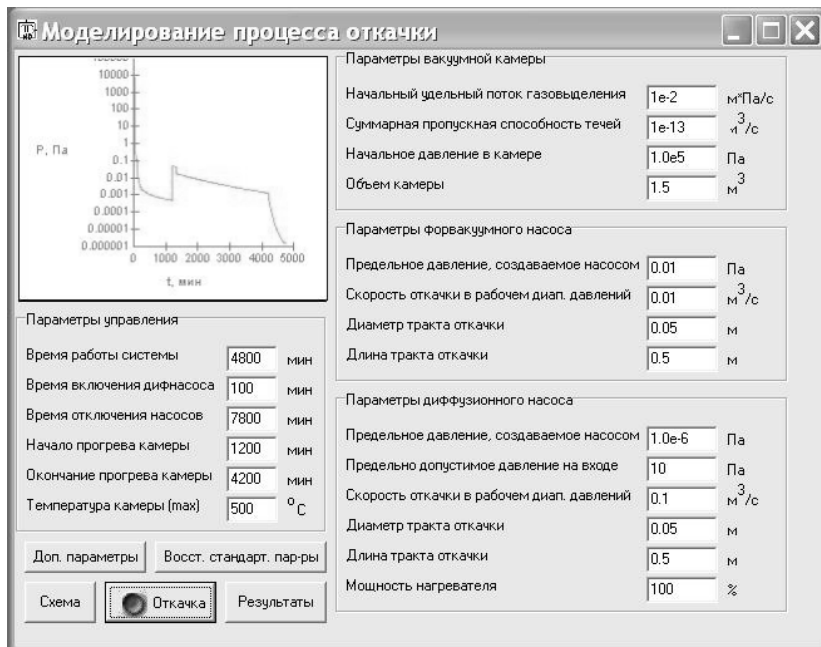 Моделирование процесса откачки
100000
10000
1000
100
10
1
0.1
0.01
0.001
0.0001
0.00001
0.000001
P, Па
0 1000 2000 3000 4000 5000
t, мин
Параметры управления
Время работы системы 4800 мин
Время включения дифнасоса 100 мин
Время отключения насосов 7800 мин
Начало прогрева камеры 1200 мин
Окончание прогрева камеры 4200 мин
Температура камеры (max) 500 °C
Доп. параметры Восст. стандарт. пар-ры
Схема Откачка Результаты
Параметры вакуумной камеры
Начальный удельный поток газовыделения 1e-2 м*Па/с
Суммарная пропускная способность течей 1e-13 м³/с
Начальное давление в камере 1.0e5 Па
Объем камеры 1.5 м³
Параметры форвакуумного насоса
Предельное давление, создаваемое насосом 0.01 Па
Скорость откачки в рабочем диап. давлений 0.01 м³/с
Диаметр тракта откачки 0.05 м
Длина тракта откачки 0.5 м
Параметры диффузионного насоса
Предельное давление, создаваемое насосом 1.0e-6 Па
Предельно допустимое давление на входе 10 Па
Скорость откачки в рабочем диап. давлений 0.1 м³/с
Диаметр тракта откачки 0.05 м
Длина тракта откачки 0.5 м
Мощность нагревателя 100 %